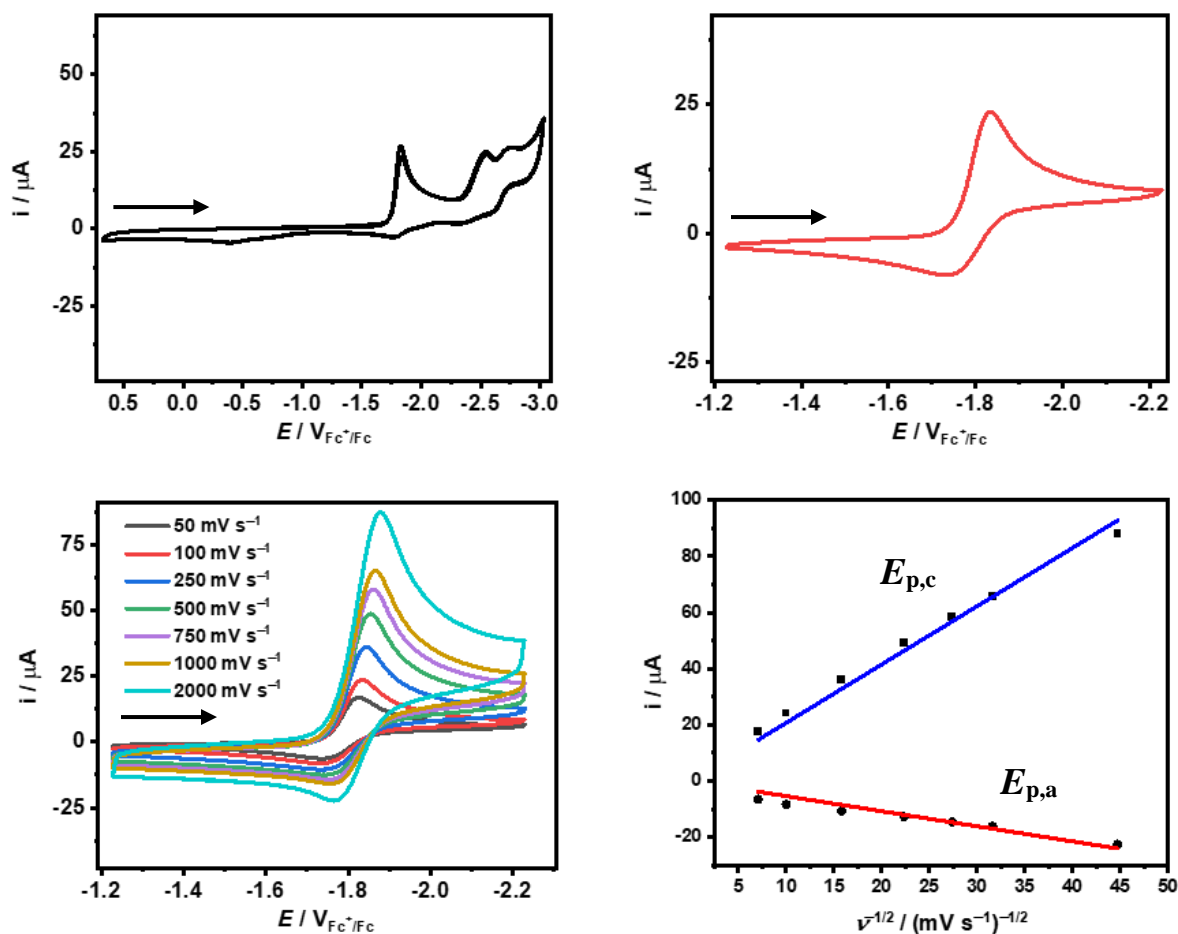 50
25
0
-25
i / μA
0.5 0.0 -0.5 -1.0 -1.5 -2.0 -2.5 -3.0
E / V Fc⁺/Fc
25
0
-25
i / μA
-1.2 -1.4 -1.6 -1.8 -2.0 -2.2
E / V Fc⁺/Fc
75
50
25
0
-25
i / μA
50 mV s⁻¹
100 mV s⁻¹
250 mV s⁻¹
500 mV s⁻¹
750 mV s⁻¹
1000 mV s⁻¹
2000 mV s⁻¹
-1.2 -1.4 -1.6 -1.8 -2.0 -2.2
E / V Fc⁺/Fc
100
80
60
40
20
0
-20
i / μA
Ep,c
Ep,a
5 10 15 20 25 30 35 40 45 50
ν⁻¹/² / (mV s⁻¹)⁻¹/²